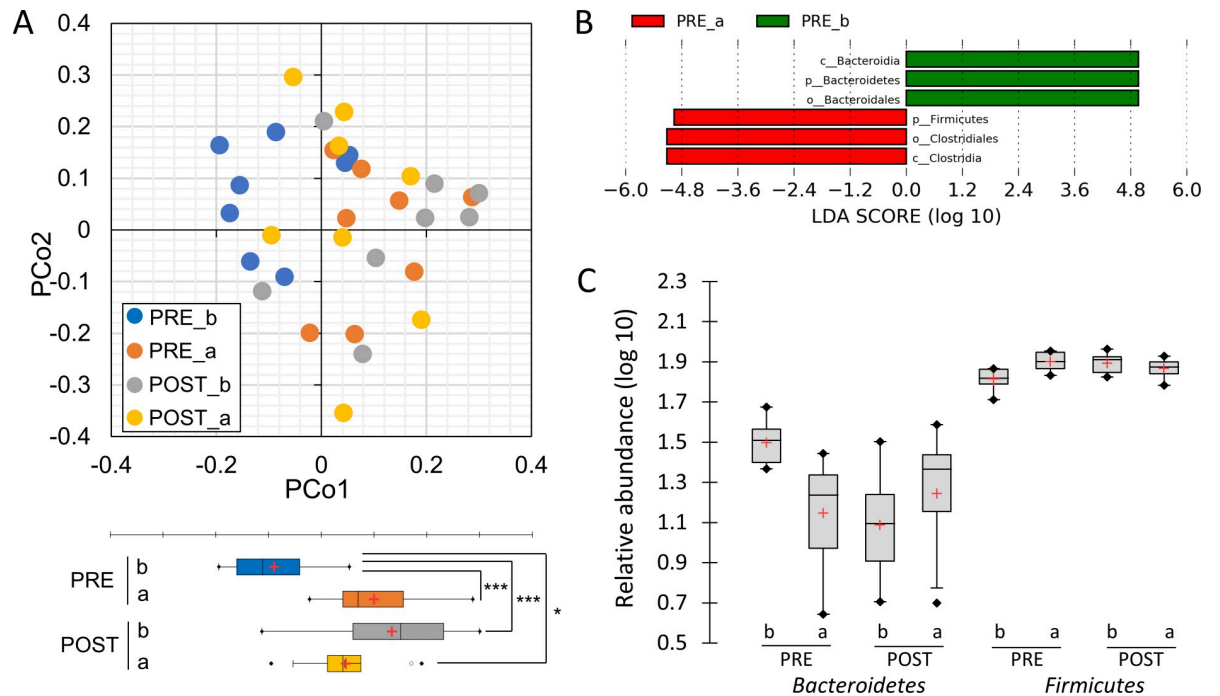 A
0.4
0.3
0.2
0.1
0
-0.1
-0.2
-0.3
-0.4
PCo2
PRE_b
PRE_a
POST_b
POST_a
-0.4 -0.2 0 0.2 0.4
PCo1
PRE
b
a
POST
b
a
***
***
*
B
PRE_a PRE_b
c__Bacteroidia
p__Bacteroidetes
o__Bacteroidales
p__Firmicutes
o__Clostridiales
c__Clostridia
-6.0 -4.8 -3.6 -2.4 -1.2 0.0 1.2 2.4 3.6 4.8 6.0
LDA SCORE (log 10)
C
2.3
2.1
1.9
1.7
1.5
1.3
1.1
0.9
0.7
0.5
Relative abundance (log 10)
b a b a b a b a
PRE POST PRE POST
Bacteroidetes Firmicutes